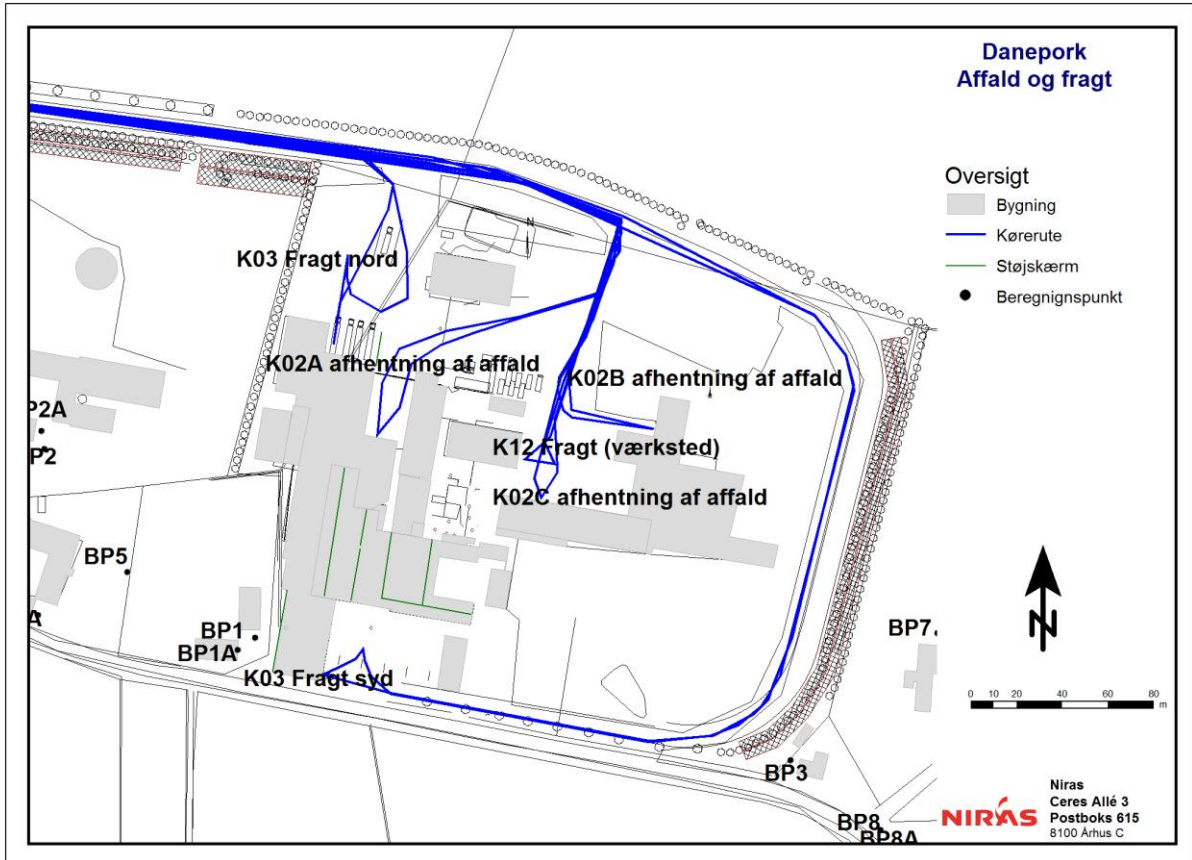 Danepork
Affald og fragt
Oversigt
Bygning
Kørerute
Støjskærm
Beregnignspunkt
K03 Fragt nord
K02A afhentning af affald
K02B afhentning af affald
P2A
P2
K12 Fragt (værksted)
K02C afhentning af affald
BP5
A
BP1
BP1A
BP7
K03 Fragt syd
N
0 10 20 40 60 80
m
BP3
BP8
BP8A
NIRAS
Niras
Ceres Allé 3
Postboks 615
8100 Århus C